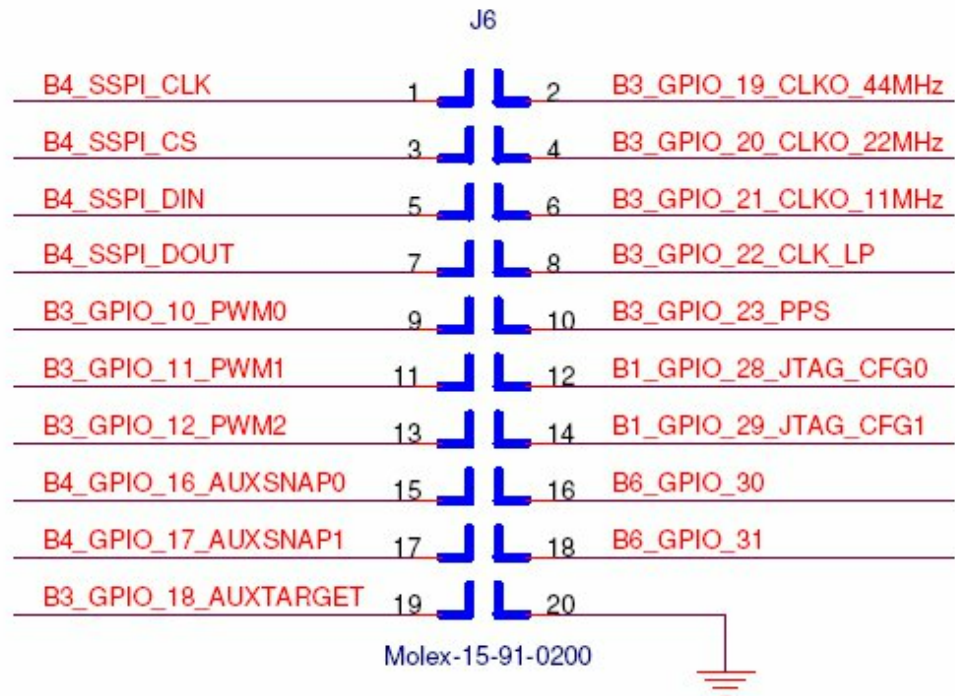 J6
B4_SSPI_CLK 1 2 B3_GPIO_19_CLKO_44MHz
B4_SSPI_CS 3 4 B3_GPIO_20_CLKO_22MHz
B4_SSPI_DIN 5 6 B3_GPIO_21_CLKO_11MHz
B4_SSPI_DOUT 7 8 B3_GPIO_22_CLK_LP
B3_GPIO_10_PWM0 9 10 B3_GPIO_23_PPS
B3_GPIO_11_PWM1 11 12 B1_GPIO_28_JTAG_CFG0
B3_GPIO_12_PWM2 13 14 B1_GPIO_29_JTAG_CFG1
B4_GPIO_16_AUXSNAP0 15 16 B6_GPIO_30
B4_GPIO_17_AUXSNAP1 17 18 B6_GPIO_31
B3_GPIO_18_AUXTARGET 19 20
Molex-15-91-0200